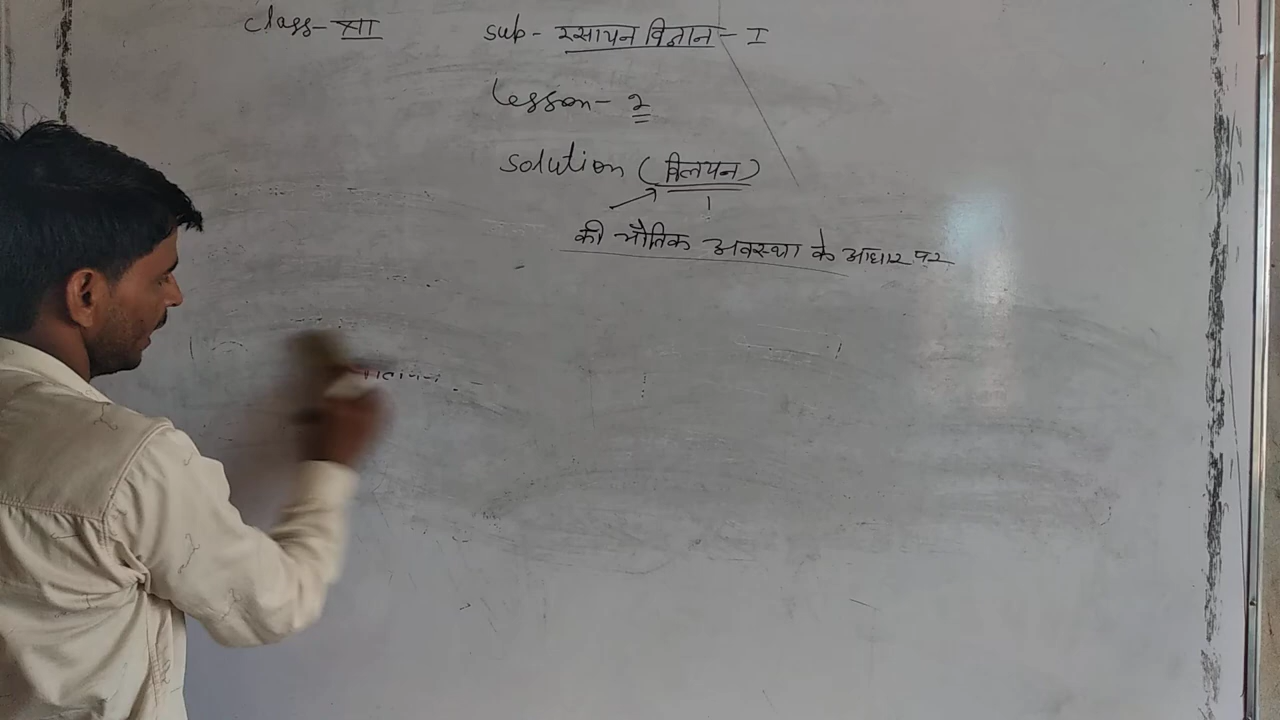 Class- XII
Sub- रसायन विज्ञान - I
Lesson- 2
Solution (विलयन)
की भौतिक अवस्था के आधार पर